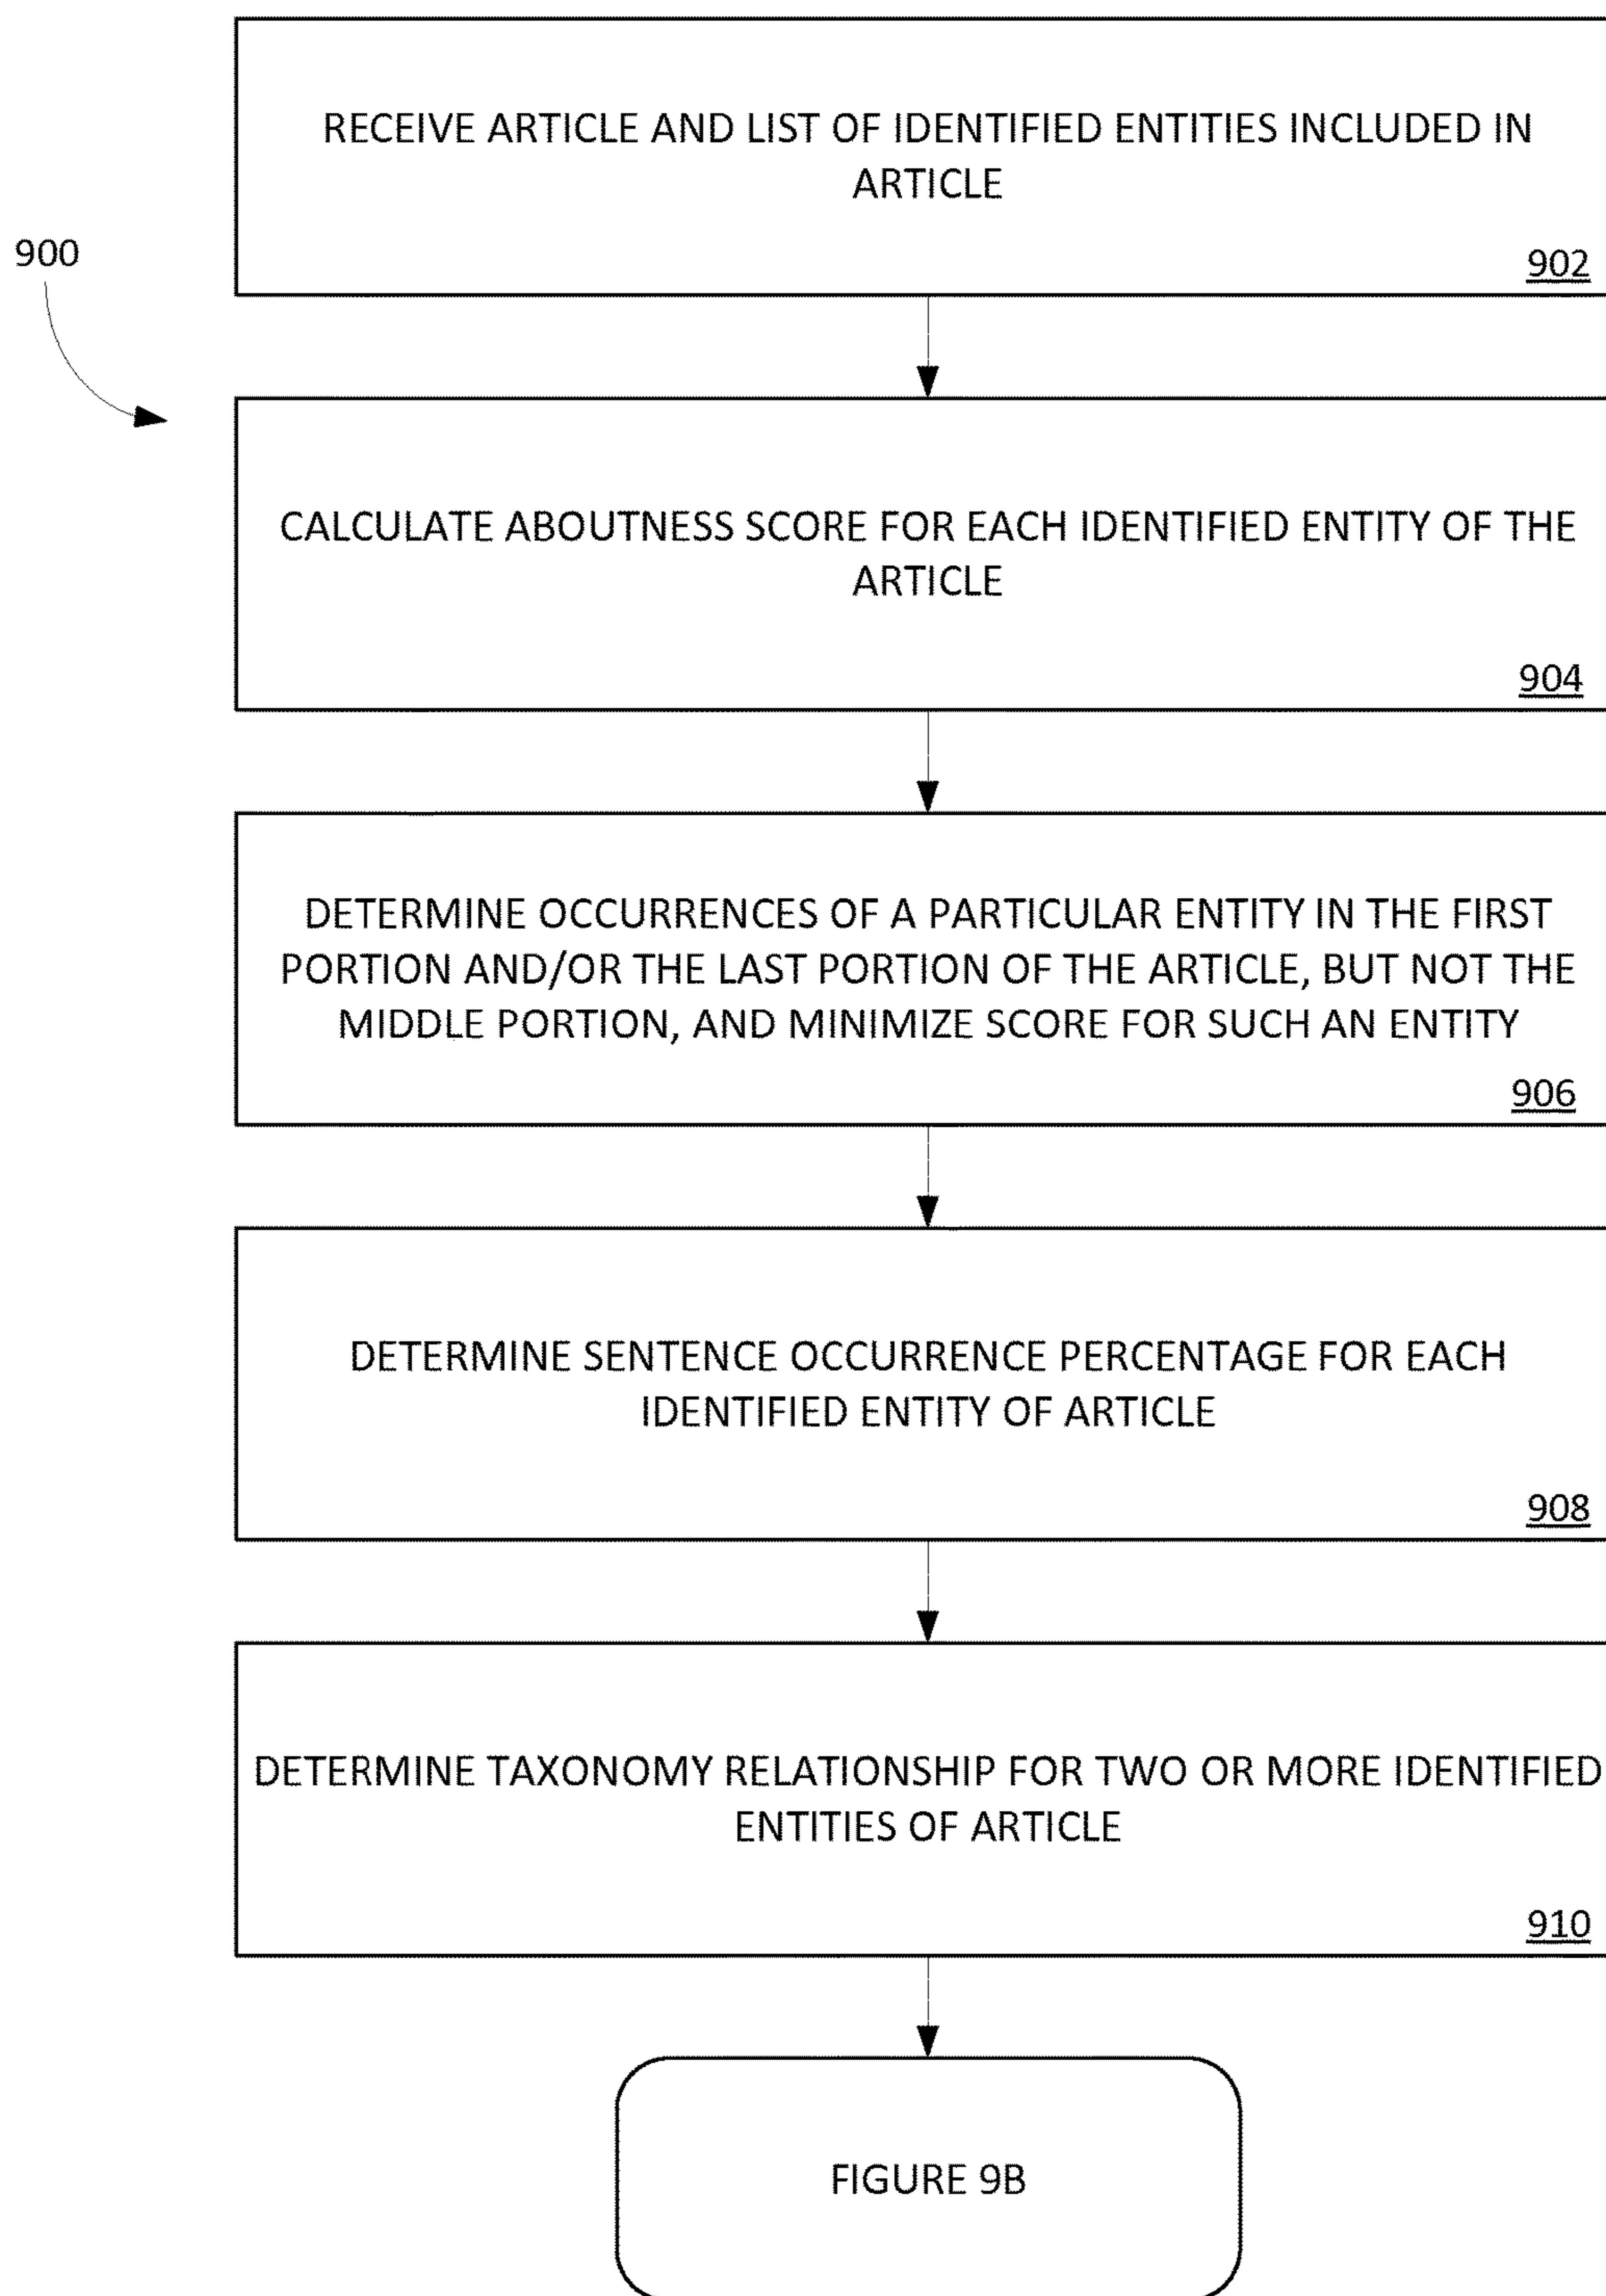 RECEIVE ARTICLE AND LIST OF IDENTIFIED ENTITIES INCLUDED IN
ARTICLE
902
900
CALCULATE ABOUTNESS SCORE FOR EACH IDENTIFIED ENTITY OF THE
ARTICLE
904
DETERMINE OCCURRENCES OF A PARTICULAR ENTITY IN THE FIRST
PORTION AND/OR THE LAST PORTION OF THE ARTICLE, BUT NOT THE
MIDDLE PORTION, AND MINIMIZE SCORE FOR SUCH AN ENTITY
906
DETERMINE SENTENCE OCCURRENCE PERCENTAGE FOR EACH
IDENTIFIED ENTITY OF ARTICLE
908
DETERMINE TAXONOMY RELATIONSHIP FOR TWO OR MORE IDENTIFIED
ENTITIES OF ARTICLE
910
FIGURE 9B